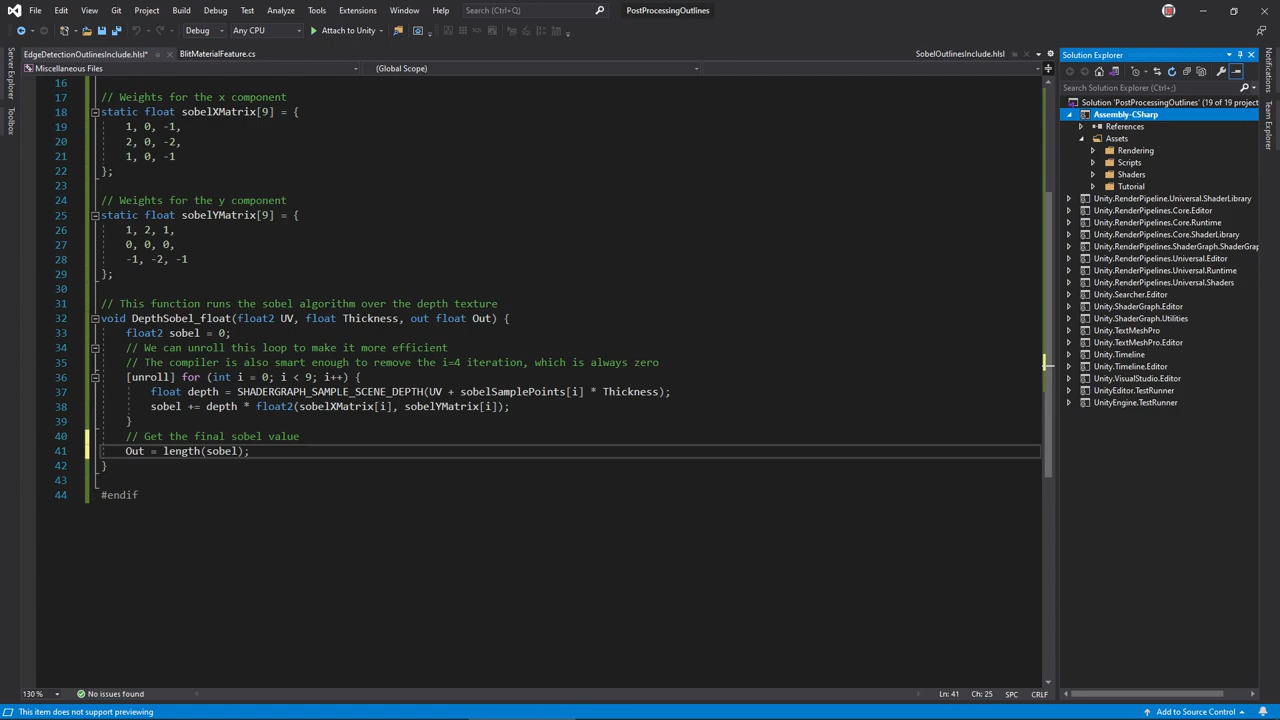 File Edit View Git Project Build Debug Test Analyze Tools Extensions Window Help Search (Ctrl+Q) PostProcessingOutlines
Debug Any CPU Attach to Unity
EdgeDetectionOutlinesInclude.hlsl* BlitMaterialFeature.cs SobelOutlinesInclude.hlsl
Miscellaneous Files (Global Scope)
Server Explorer
Toolbox
16
17 // Weights for the x component
18 static float sobelXMatrix[9] = {
19 1, 0, -1,
20 2, 0, -2,
21 1, 0, -1
22 };
23
24 // Weights for the y component
25 static float sobelYMatrix[9] = {
26 1, 2, 1,
27 0, 0, 0,
28 -1, -2, -1
29 };
30
31 // This function runs the sobel algorithm over the depth texture
32 void DepthSobel_float(float2 UV, float Thickness, out float Out) {
33 float2 sobel = 0;
34 // We can unroll this loop to make it more efficient
35 // The compiler is also smart enough to remove the i=4 iteration, which is always zero
36 [unroll] for (int i = 0; i < 9; i++) {
37 float depth = SHADERGRAPH_SAMPLE_SCENE_DEPTH(UV + sobelSamplePoints[i] * Thickness);
38 sobel += depth * float2(sobelXMatrix[i], sobelYMatrix[i]);
39 }
40 // Get the final sobel value
41 Out = length(sobel);
42 }
43
44 #endif
130 % No issues found Ln: 41 Ch: 25 SPC CRLF
Solution Explorer
Search Solution Explorer (Ctrl+;)
Solution 'PostProcessingOutlines' (19 of 19 project
Assembly-CSharp
References
Assets
Rendering
Scripts
Shaders
Tutorial
Unity.RenderPipeline.Universal.ShaderLibrary
Unity.RenderPipelines.Core.Editor
Unity.RenderPipelines.Core.Runtime
Unity.RenderPipelines.Core.ShaderLibrary
Unity.RenderPipelines.ShaderGraph.ShaderGrap
Unity.RenderPipelines.Universal.Editor
Unity.RenderPipelines.Universal.Runtime
Unity.RenderPipelines.Universal.Shaders
Unity.Searcher.Editor
Unity.ShaderGraph.Editor
Unity.ShaderGraph.Utilities
Unity.TextMeshPro
Unity.TextMeshPro.Editor
Unity.Timeline
Unity.Timeline.Editor
Unity.VisualStudio.Editor
UnityEditor.TestRunner
UnityEngine.TestRunner
Notifications
Team Explorer
This item does not support previewing Add to Source Control